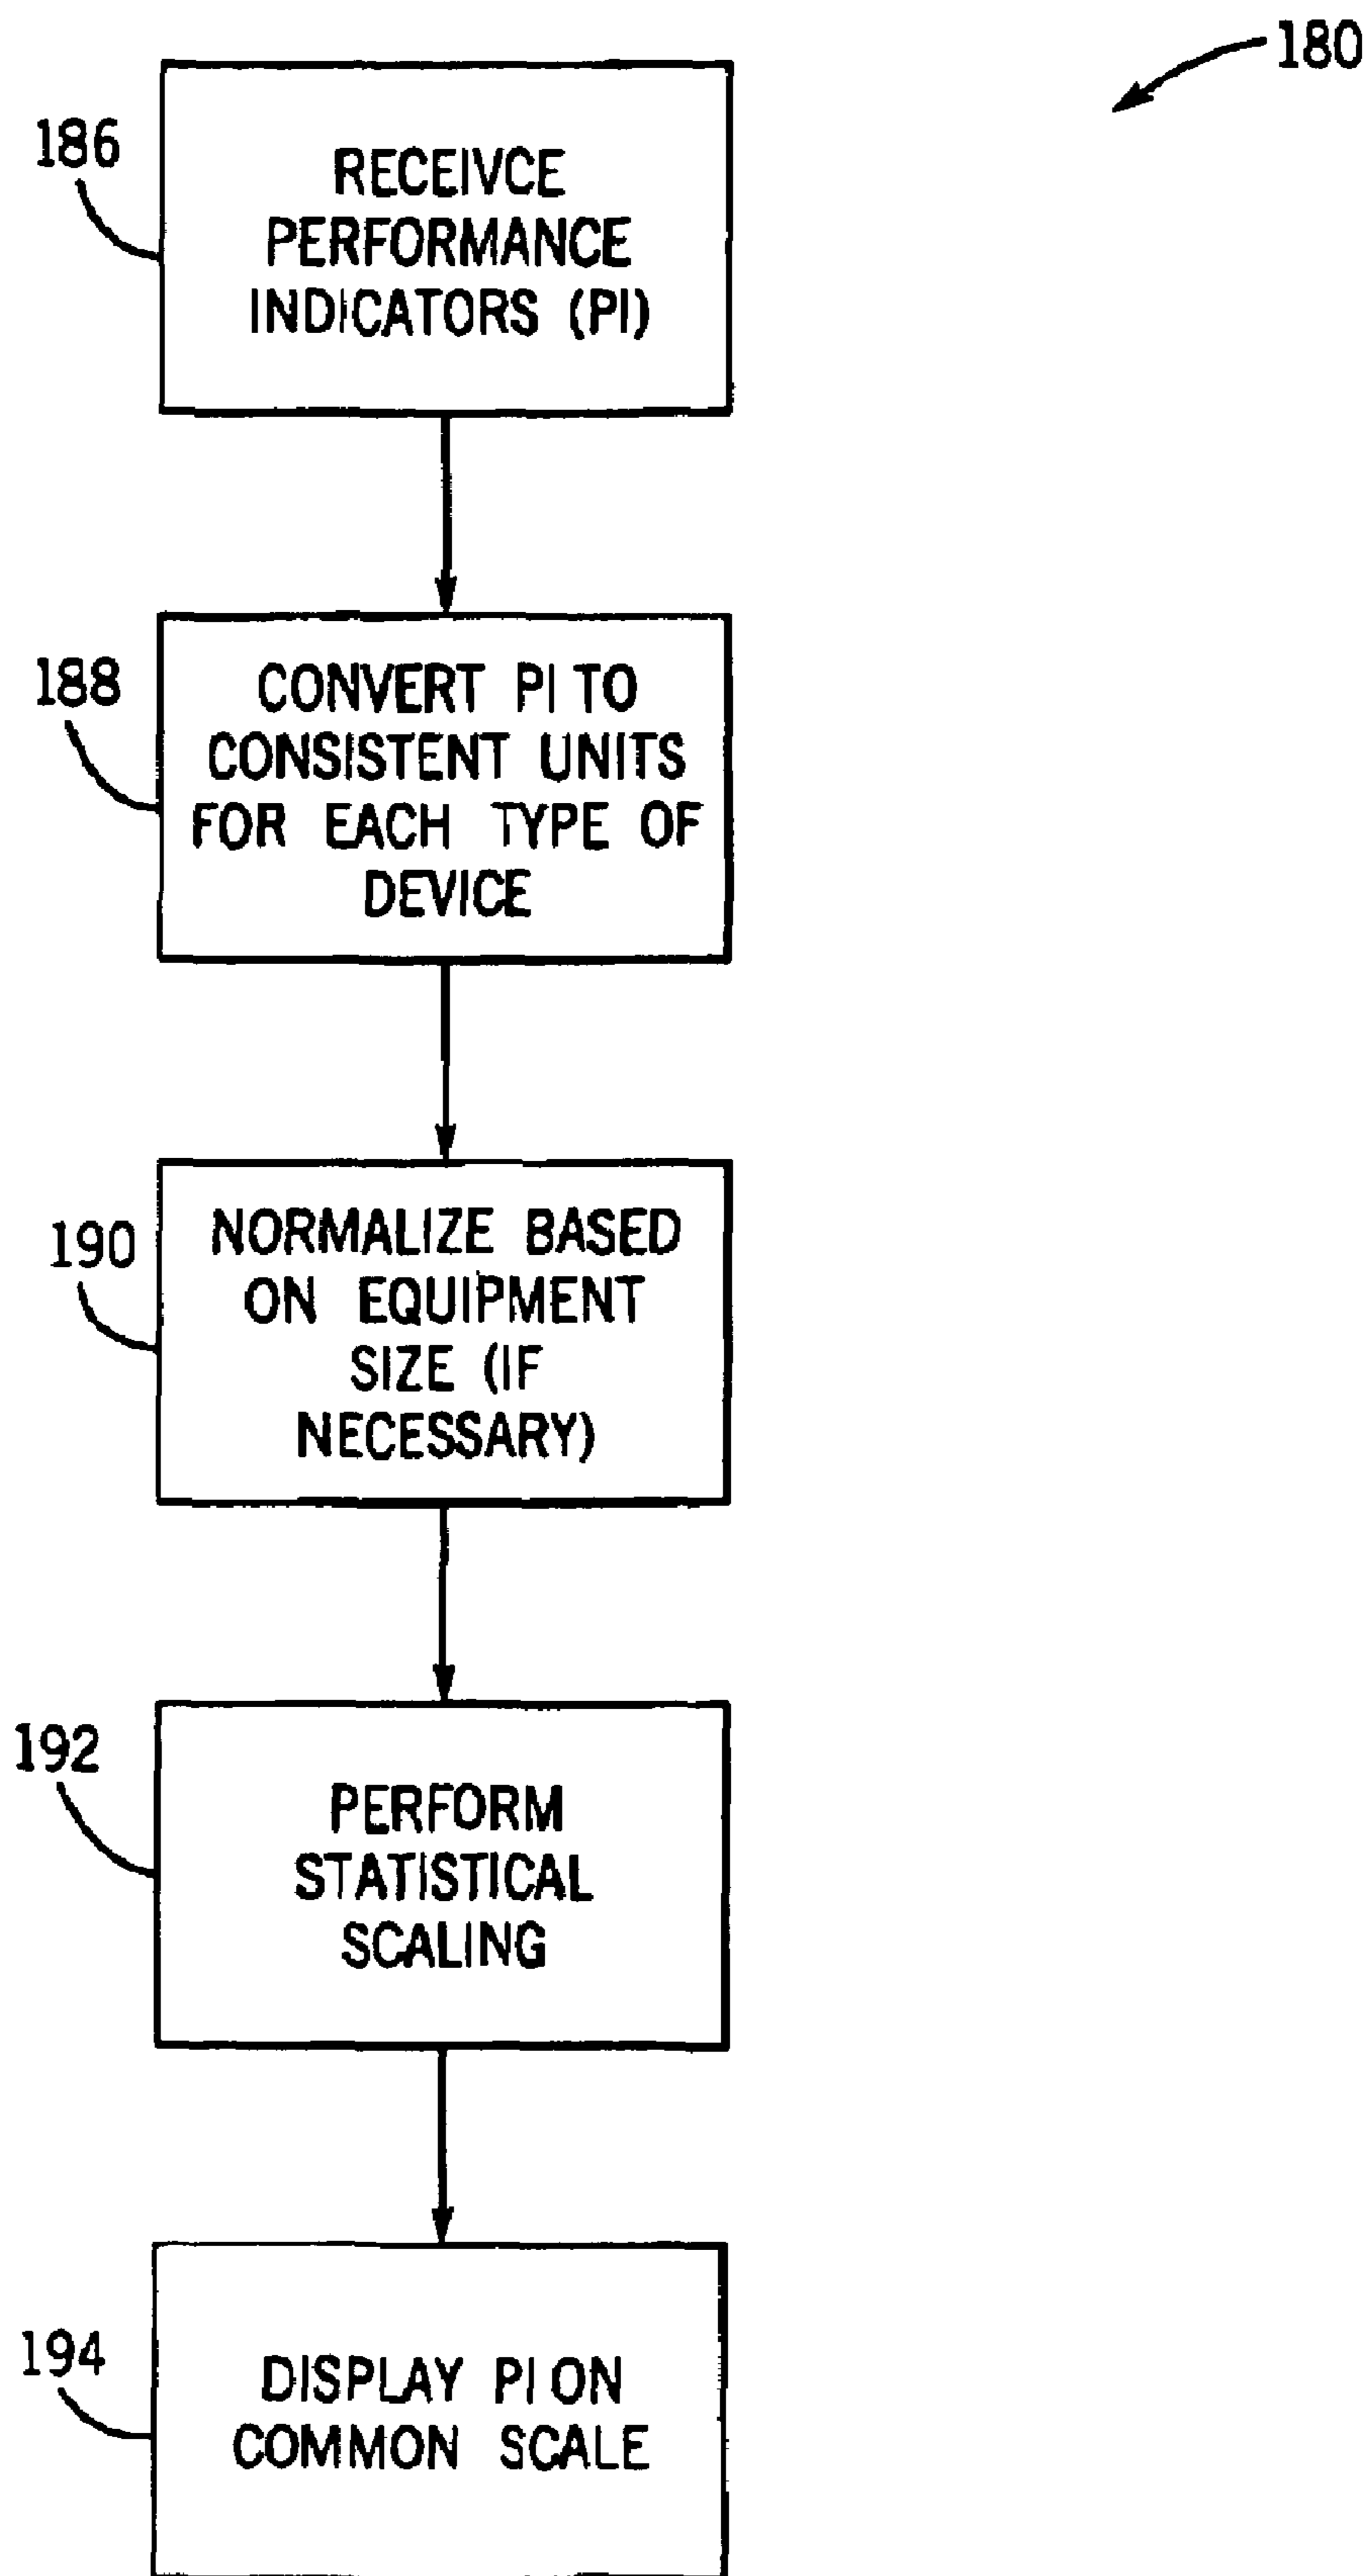 180
186
RECEIVCE
PERFORMANCE
INDICATORS (PI)
188
CONVERT PI TO
CONSISTENT UNITS
FOR EACH TYPE OF
DEVICE
190
NORMALIZE BASED
ON EQUIPMENT
SIZE (IF
NECESSARY)
192
PERFORM
STATISTICAL
SCALING
194
DISPLAY PI ON
COMMON SCALE